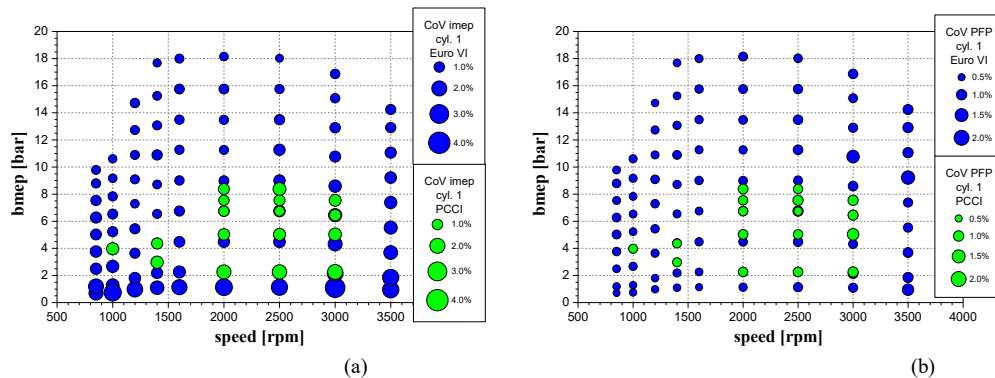 20
18
16
14
12
10
8
6
4
2
0
bmep [bar]
500 1000 1500 2000 2500 3000 3500
speed [rpm]
CoV imep
cyl. 1
Euro VI
1.0%
2.0%
3.0%
4.0%
CoV imep
cyl. 1
PCCI
1.0%
2.0%
3.0%
4.0%
(a)
20
18
16
14
12
10
8
6
4
2
0
bmep [bar]
500 1000 1500 2000 2500 3000 3500 4000
speed [rpm]
CoV PFP
cyl. 1
Euro VI
0.5%
1.0%
1.5%
2.0%
CoV PFP
cyl. 1
PCCI
0.5%
1.0%
1.5%
2.0%
(b)